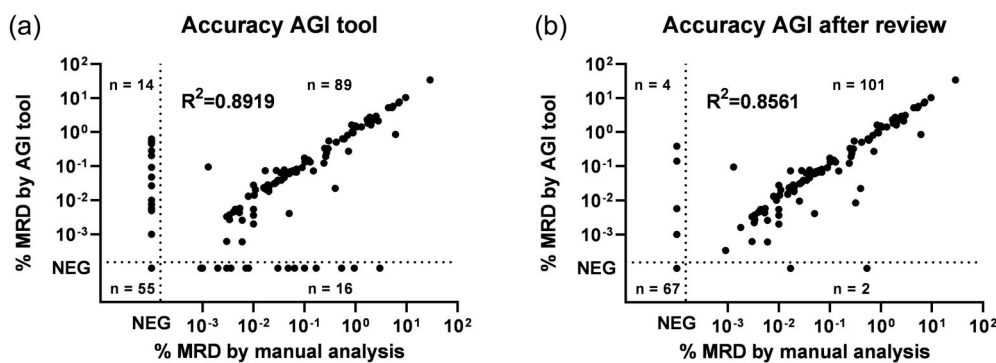 (a) Accuracy AGI tool
% MRD by AGI tool
10²
10¹
10⁰
10⁻¹
10⁻²
10⁻³
NEG
n = 14
R²=0.8919
n = 89
n = 55
n = 16
NEG 10⁻³ 10⁻² 10⁻¹ 10⁰ 10¹ 10²
% MRD by manual analysis
(b) Accuracy AGI after review
% MRD by AGI tool
10²
10¹
10⁰
10⁻¹
10⁻²
10⁻³
NEG
n = 4
R²=0.8561
n = 101
n = 67
n = 2
NEG 10⁻³ 10⁻² 10⁻¹ 10⁰ 10¹ 10²
% MRD by manual analysis